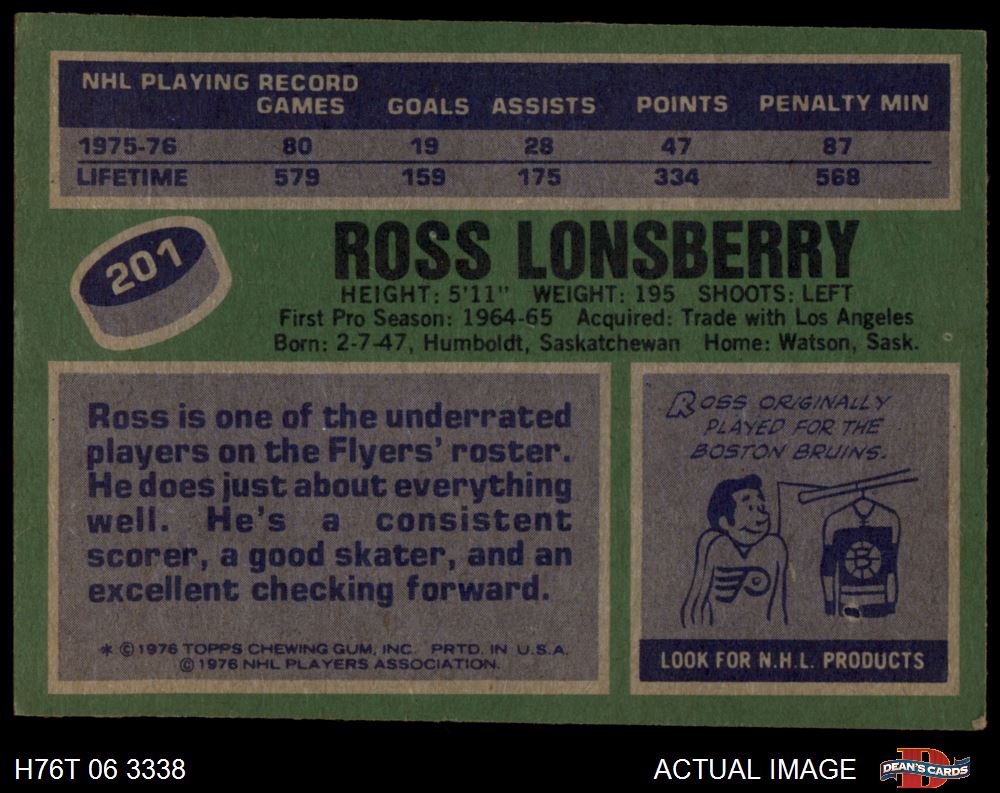 NHL PLAYING RECORD
GAMES GOALS ASSISTS POINTS PENALTY MIN
1975-76 80 19 28 47 87
LIFETIME 579 159 175 334 568
201
ROSS LONSBERRY
HEIGHT: 5'11" WEIGHT: 195 SHOOTS: LEFT
First Pro Season: 1964-65 Acquired: Trade with Los Angeles
Born: 2-7-47, Humboldt, Saskatchewan Home: Watson, Sask.
Ross is one of the underrated
players on the Flyers' roster.
He does just about everything
well. He's a consistent
scorer, a good skater, and an
excellent checking forward.
* © 1976 TOPPS CHEWING GUM, INC. PRTD. IN U.S.A.
© 1976 NHL PLAYERS ASSOCIATION.
ROSS ORIGINALLY
PLAYED FOR THE
BOSTON BRUINS.
LOOK FOR N.H.L. PRODUCTS
H76T 06 3338
ACTUAL IMAGE
DEAN'S CARDS